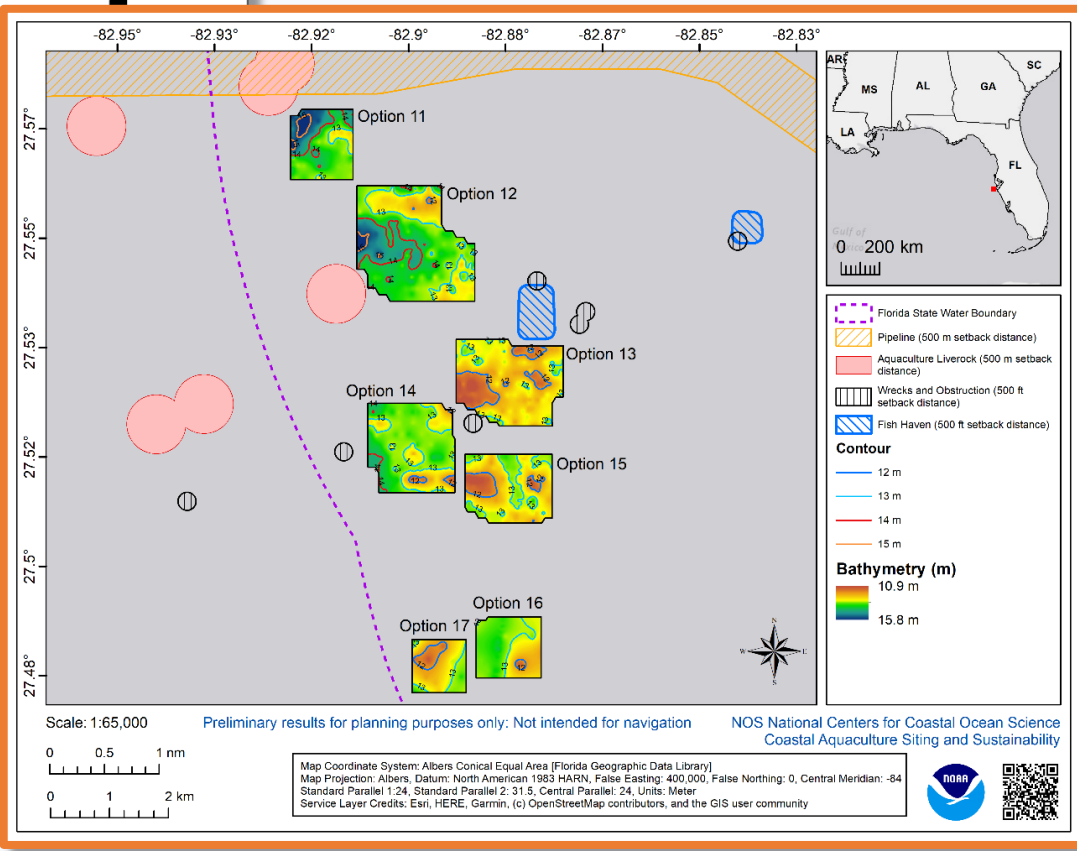 -82.95° -82.93° -82.92° -82.9° -82.88° -82.87° -82.85° -82.83°
27.57°
27.55°
27.53°
27.52°
27.5°
27.48°
Option 11
Option 12
Option 13
Option 14
Option 15
Option 16
Option 17
AR
MS
AL
GA
SC
LA
FL
Gulf of
0 200 km
Florida State Water Boundary
Pipeline (500 m setback distance)
Aquaculture Liverock (500 m setback
distance)
Wrecks and Obstruction (500 ft
setback distance)
Fish Haven (500 ft setback distance)
Contour
12 m
13 m
14 m
15 m
Bathymetry (m)
10.9 m
15.8 m
N
W E
S
Scale: 1:65,000
Preliminary results for planning purposes only: Not intended for navigation
NOS National Centers for Coastal Ocean Science
Coastal Aquaculture Siting and Sustainability
0 0.5 1 nm
0 1 2 km
Map Coordinate System: Albers Conical Equal Area [Florida Geographic Data Library]
Map Projection: Albers, Datum: North American 1983 HARN, False Easting: 400,000, False Northing: 0, Central Meridian: -84
Standard Parallel 1:24, Standard Parallel 2: 31.5, Central Parallel: 24, Units: Meter
Service Layer Credits: Esri, HERE, Garmin, (c) OpenStreetMap contributors, and the GIS user community
NOAA